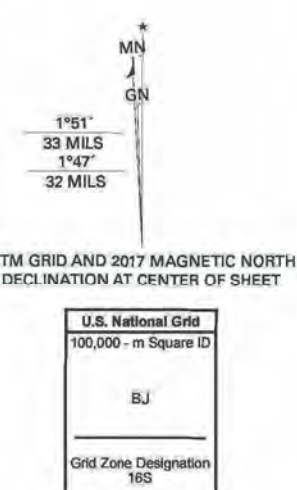 MN
GN
1°51´
33 MILS
1°47´
32 MILS
TM GRID AND 2017 MAGNETIC NORTH
DECLINATION AT CENTER OF SHEET
U.S. National Grid
100,000 - m Square ID
BJ
Grid Zone Designation
16S